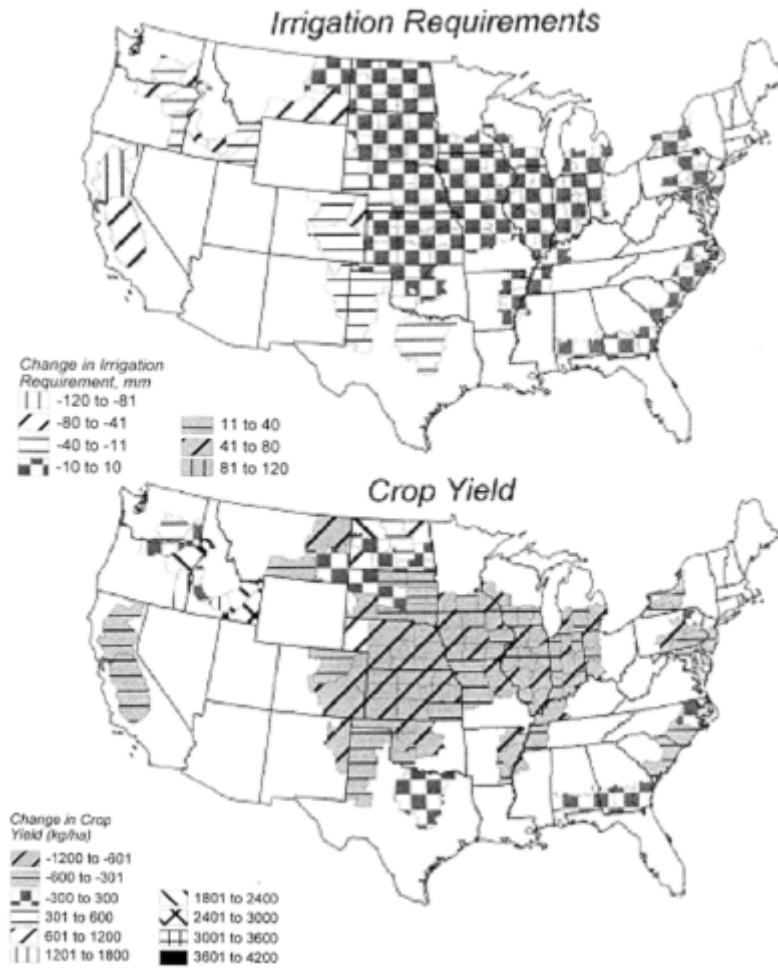 Irrigation Requirements
Change in Irrigation
Requirement, mm
-120 to -81
-80 to -41
-40 to -11
-10 to 10
11 to 40
41 to 80
81 to 120
Crop Yield
Change in Crop
Yield (kg/ha)
-1200 to -601
-600 to -301
-300 to 300
301 to 600
601 to 1200
1201 to 1800
1801 to 2400
2401 to 3000
3001 to 3600
3601 to 4200